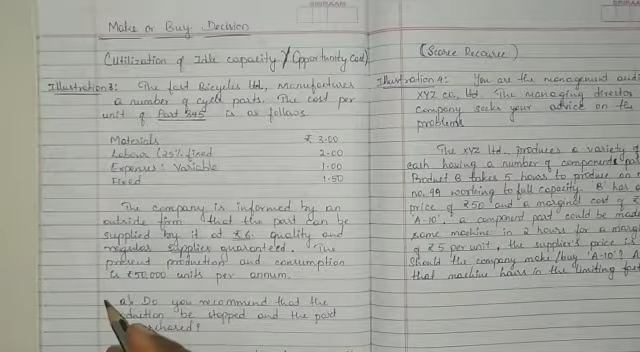 SRIRAM
Make or Buy Decision
(Utilization of Idle capacity / Opportunity Cost)
Illustration 3: The fast Bicycles Ltd., manufactures
a number of cycle parts. The cost per
unit of Part 545 is as follows
Materials ₹ 3.00
Labour (25% fixed 2.00
Expenses: Variable 1.00
Fixed 1.50
The company is informed by an
outside firm that the part can be
supplied by it at ₹6. quality and
regular supplies guaranteed. The
present production and consumption
is ₹50,000 units per annum.
a) Do you recommend that the
be stopped and the part
(Scarce Recourse)
Illustration 4: You are the management
XYZ co. ltd. The managing director
company seeks your advice on the
problems
The XYZ ltd., produces a variety of
each having a number of components
Product B takes 5 hours to produce on
no. 99 working to full capacity. B has
price of ₹50 and a marginal cost of
'A-10', a component part could be made
same machine in 2 hours for a
of ₹5 per unit, the supplier's price is
Should the company make/buy 'A-10'?
that machine hours in the limiting